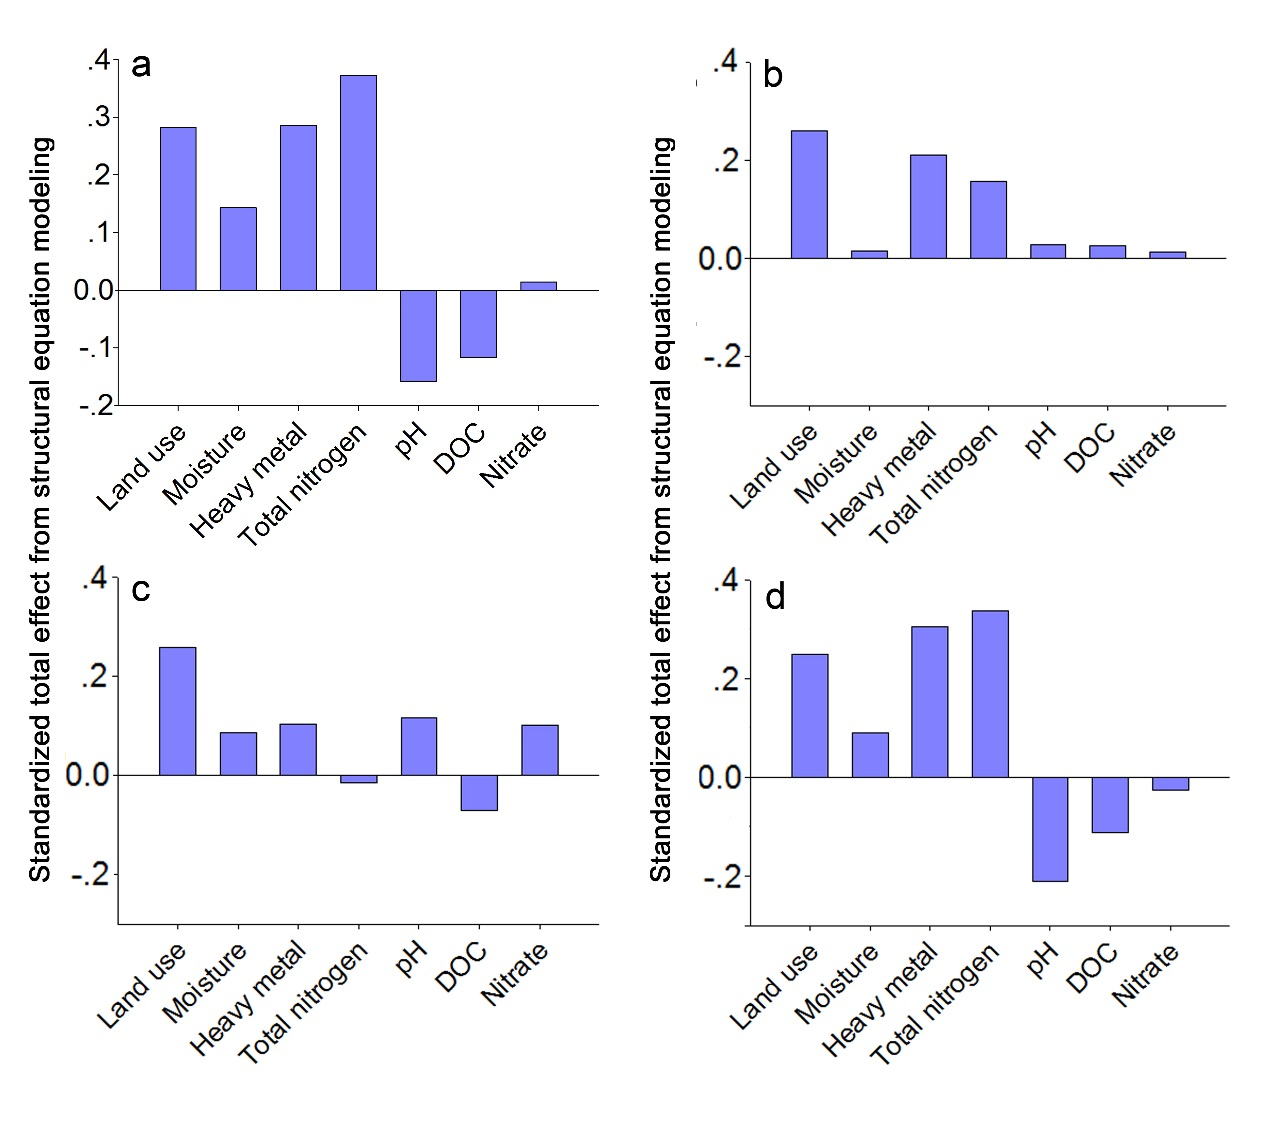 Standardized total effect from structural equation modeling
a
.4
.3
.2
.1
0.0
-.1
-.2
Land use
Moisture
Heavy metal
Total nitrogen
pH
DOC
Nitrate
Standardized total effect from structural equation modeling
b
.4
.2
0.0
-.2
Land use
Moisture
Heavy metal
Total nitrogen
pH
DOC
Nitrate
c
.4
.2
0.0
-.2
Land use
Moisture
Heavy metal
Total nitrogen
pH
DOC
Nitrate
d
.4
.2
0.0
-.2
Land use
Moisture
Heavy metal
Total nitrogen
pH
DOC
Nitrate